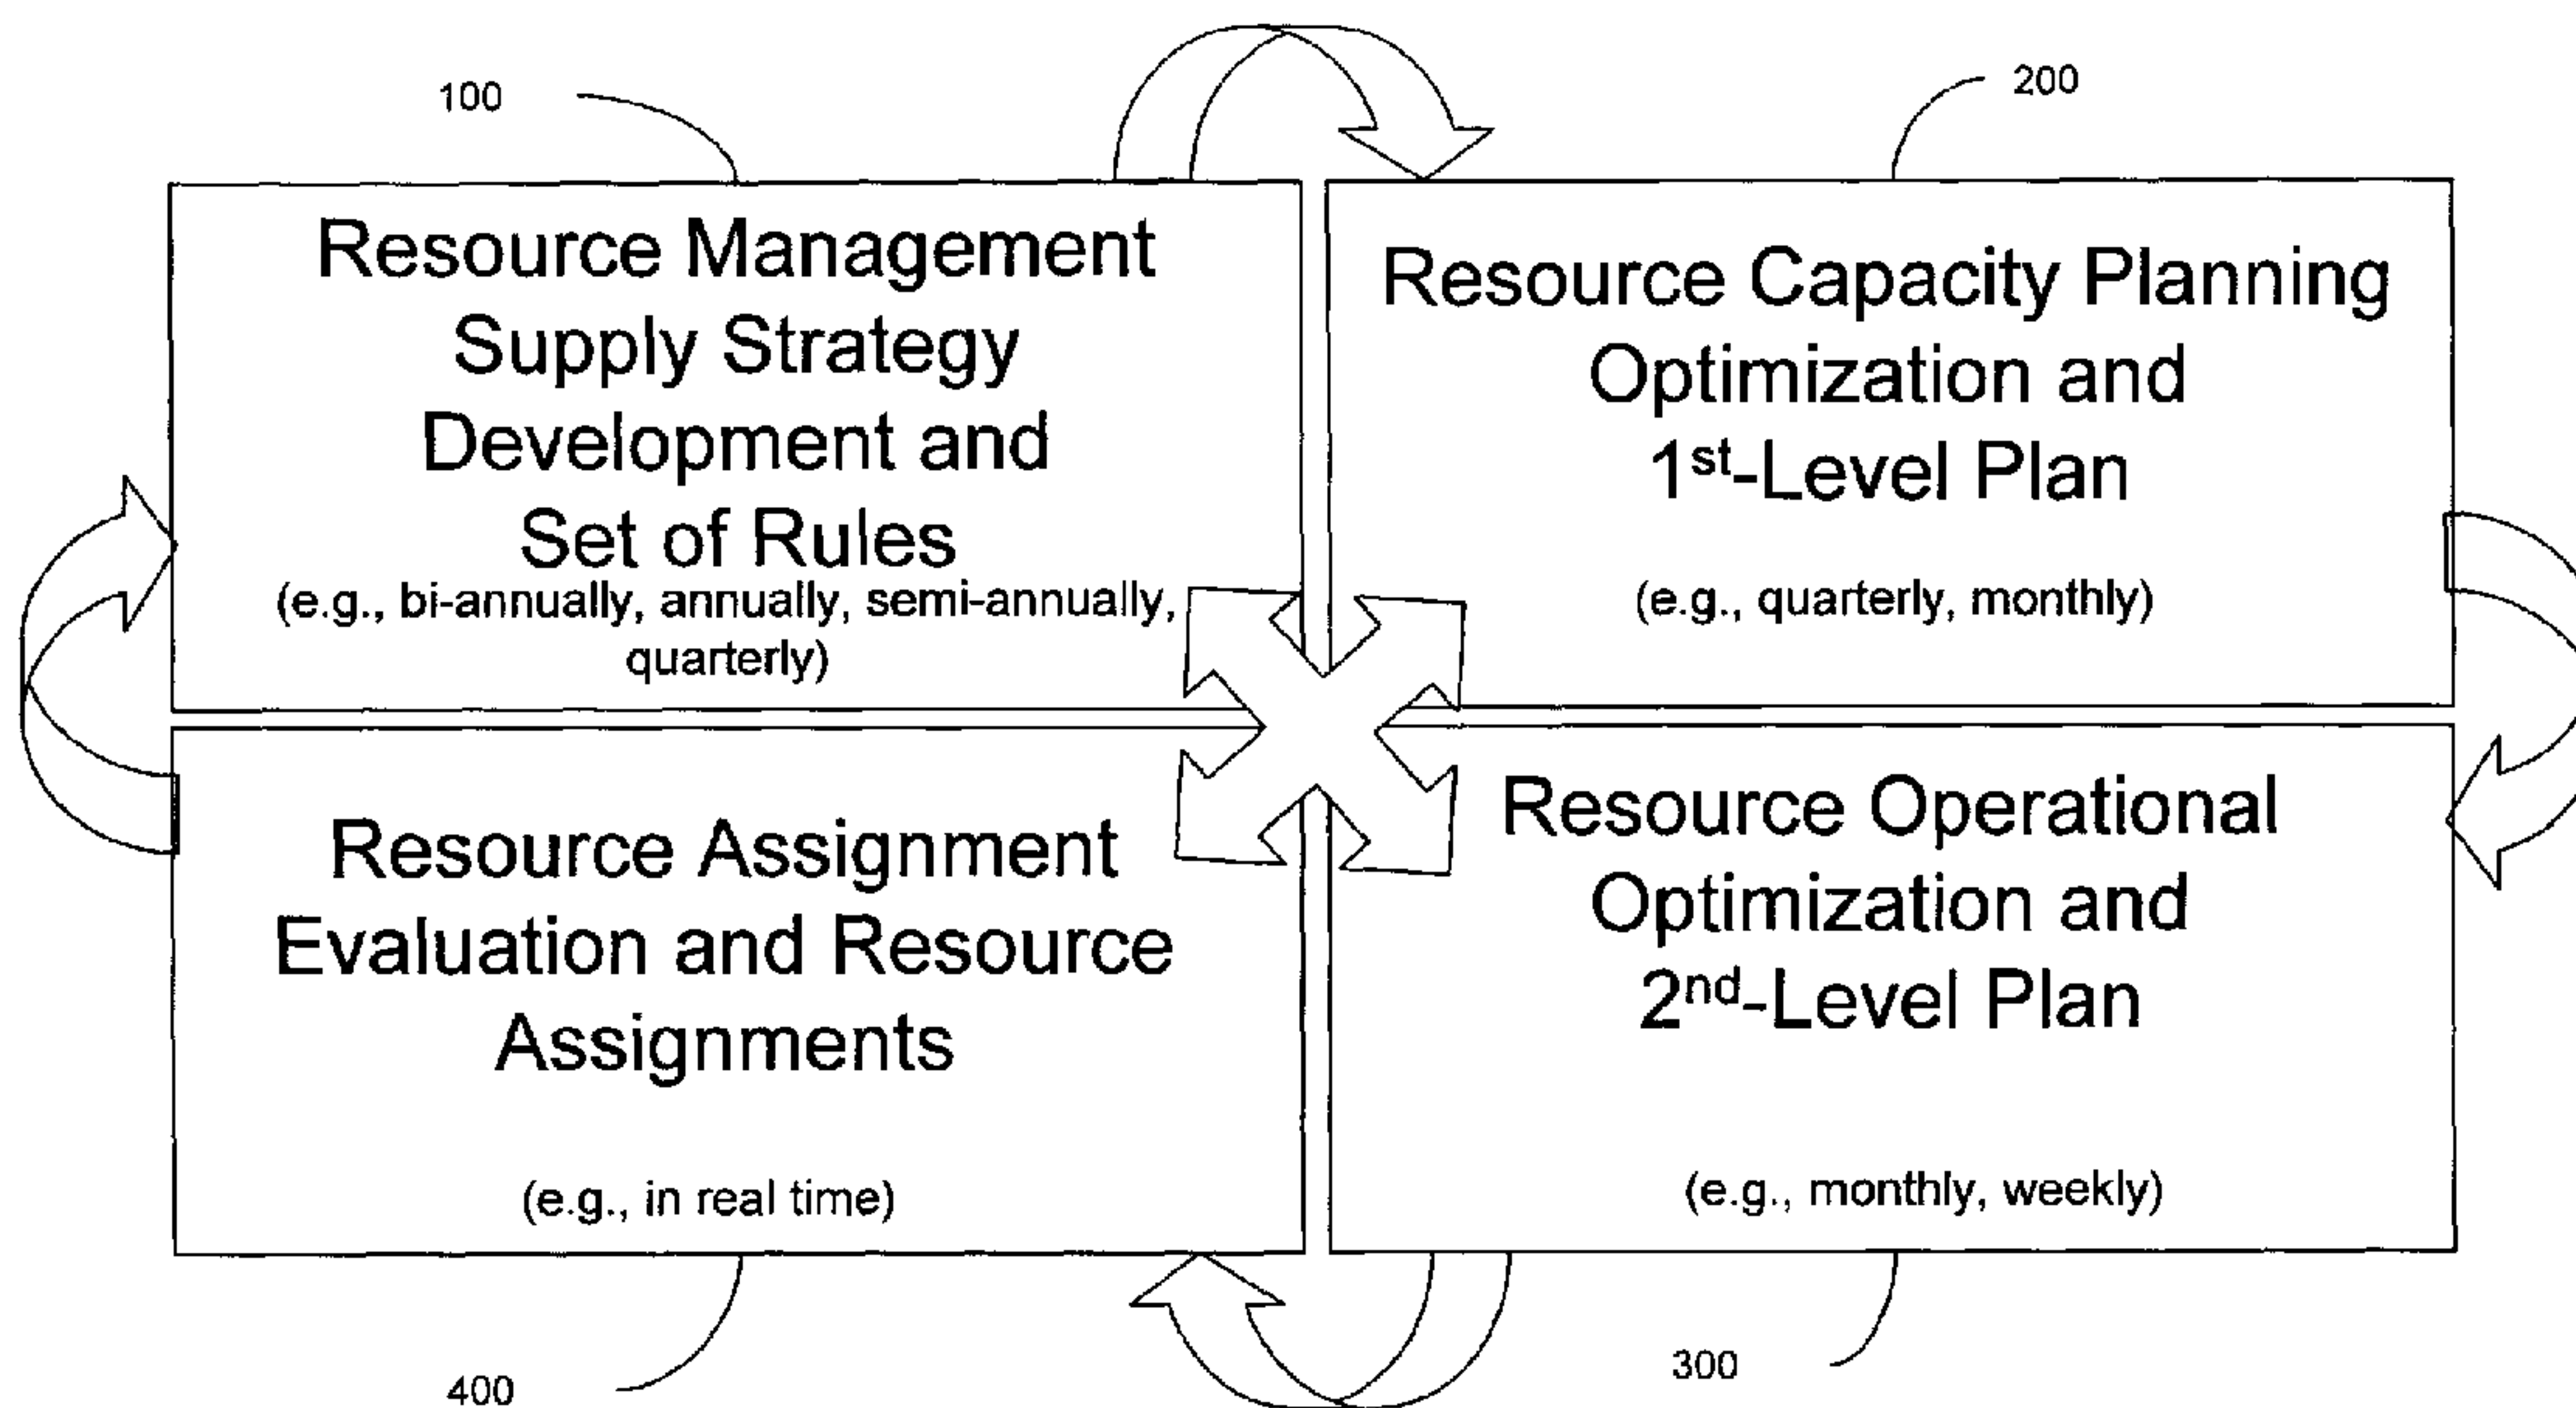 100
200
Resource Management
Supply Strategy
Development and
Set of Rules
(e.g., bi-annually, annually, semi-annually,
quarterly)
Resource Capacity Planning
Optimization and
1st-Level Plan
(e.g., quarterly, monthly)
Resource Assignment
Evaluation and Resource
Assignments
(e.g., in real time)
Resource Operational
Optimization and
2nd-Level Plan
(e.g., monthly, weekly)
400
300